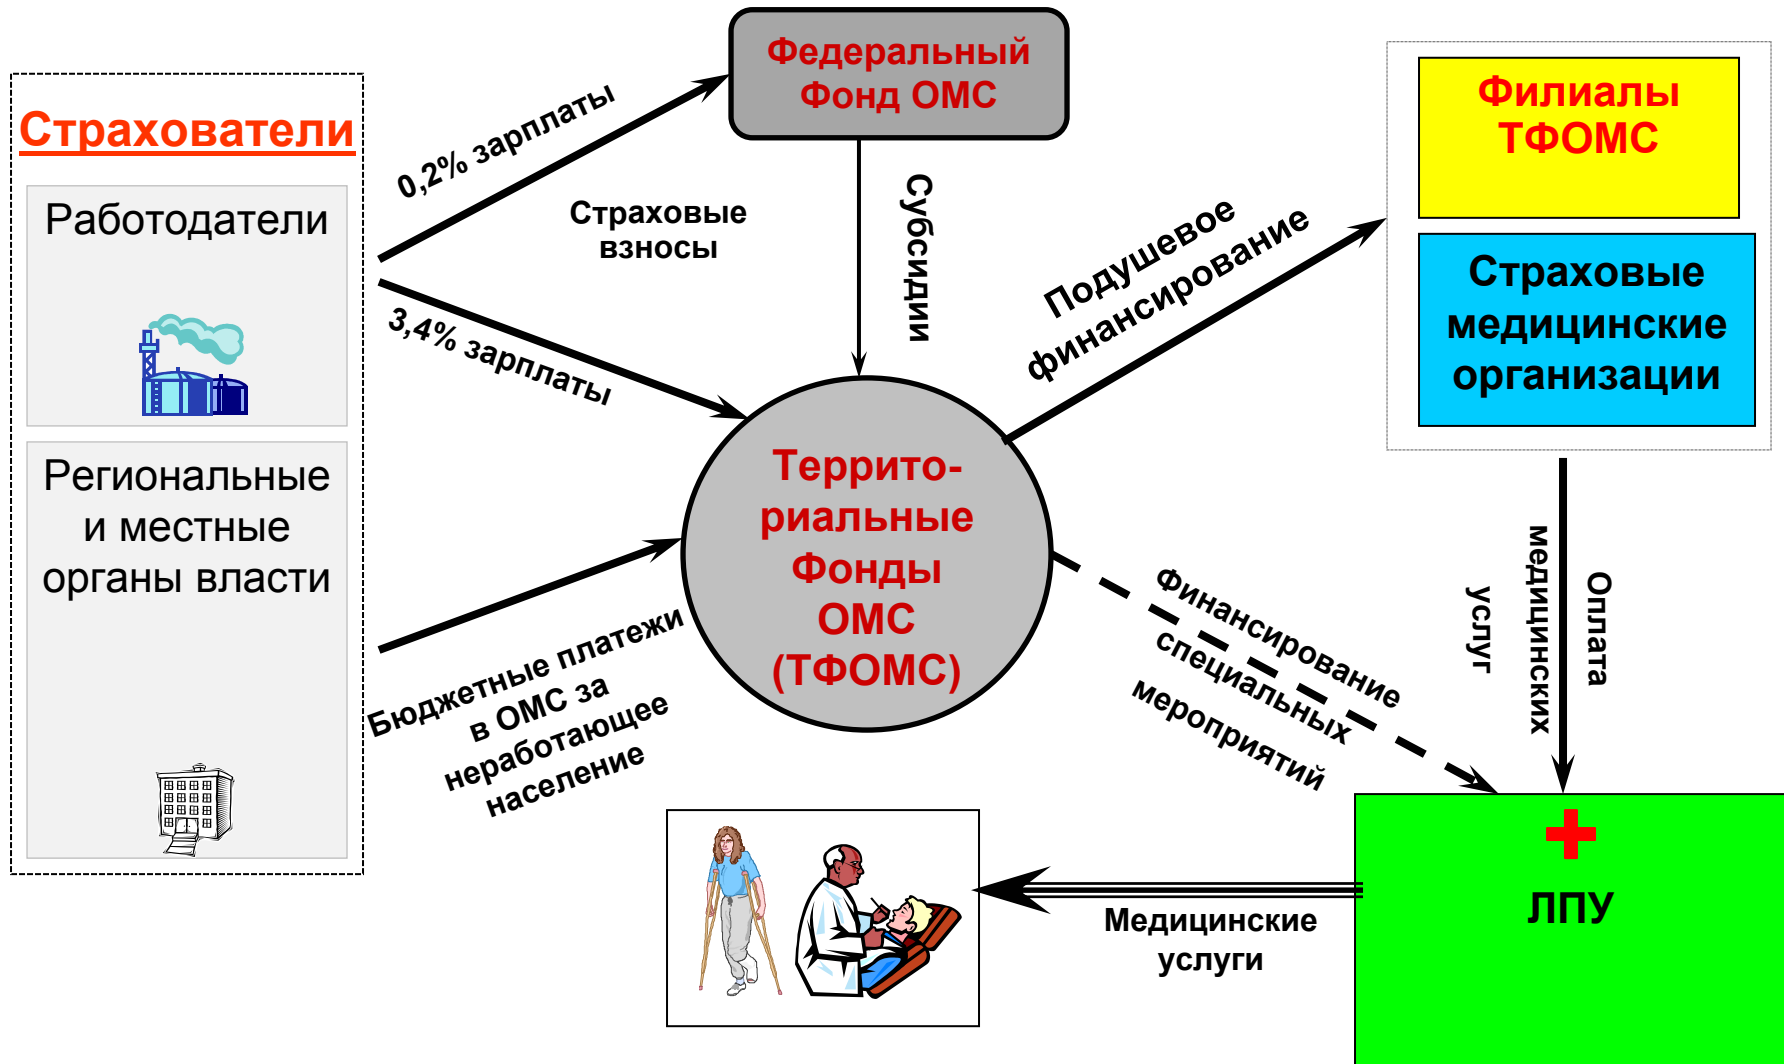 Страхователи
Работодатели
Региональные
и местные
органы власти
0,2% зарплаты
Страховые
взносы
3,4% зарплаты
Бюджетные платежи
в ОМС за
неработающее
население
Федеральный
Фонд ОМС
Субсидии
Террито-
риальные
Фонды
ОМС
(ТФОМС)
Подушевое
финансирование
Филиалы
ТФОМС
Страховые
медицинские
организации
Оплата
медицинских
услуг
Финансирование
специальных
мероприятий
ЛПУ
Медицинские
услуги